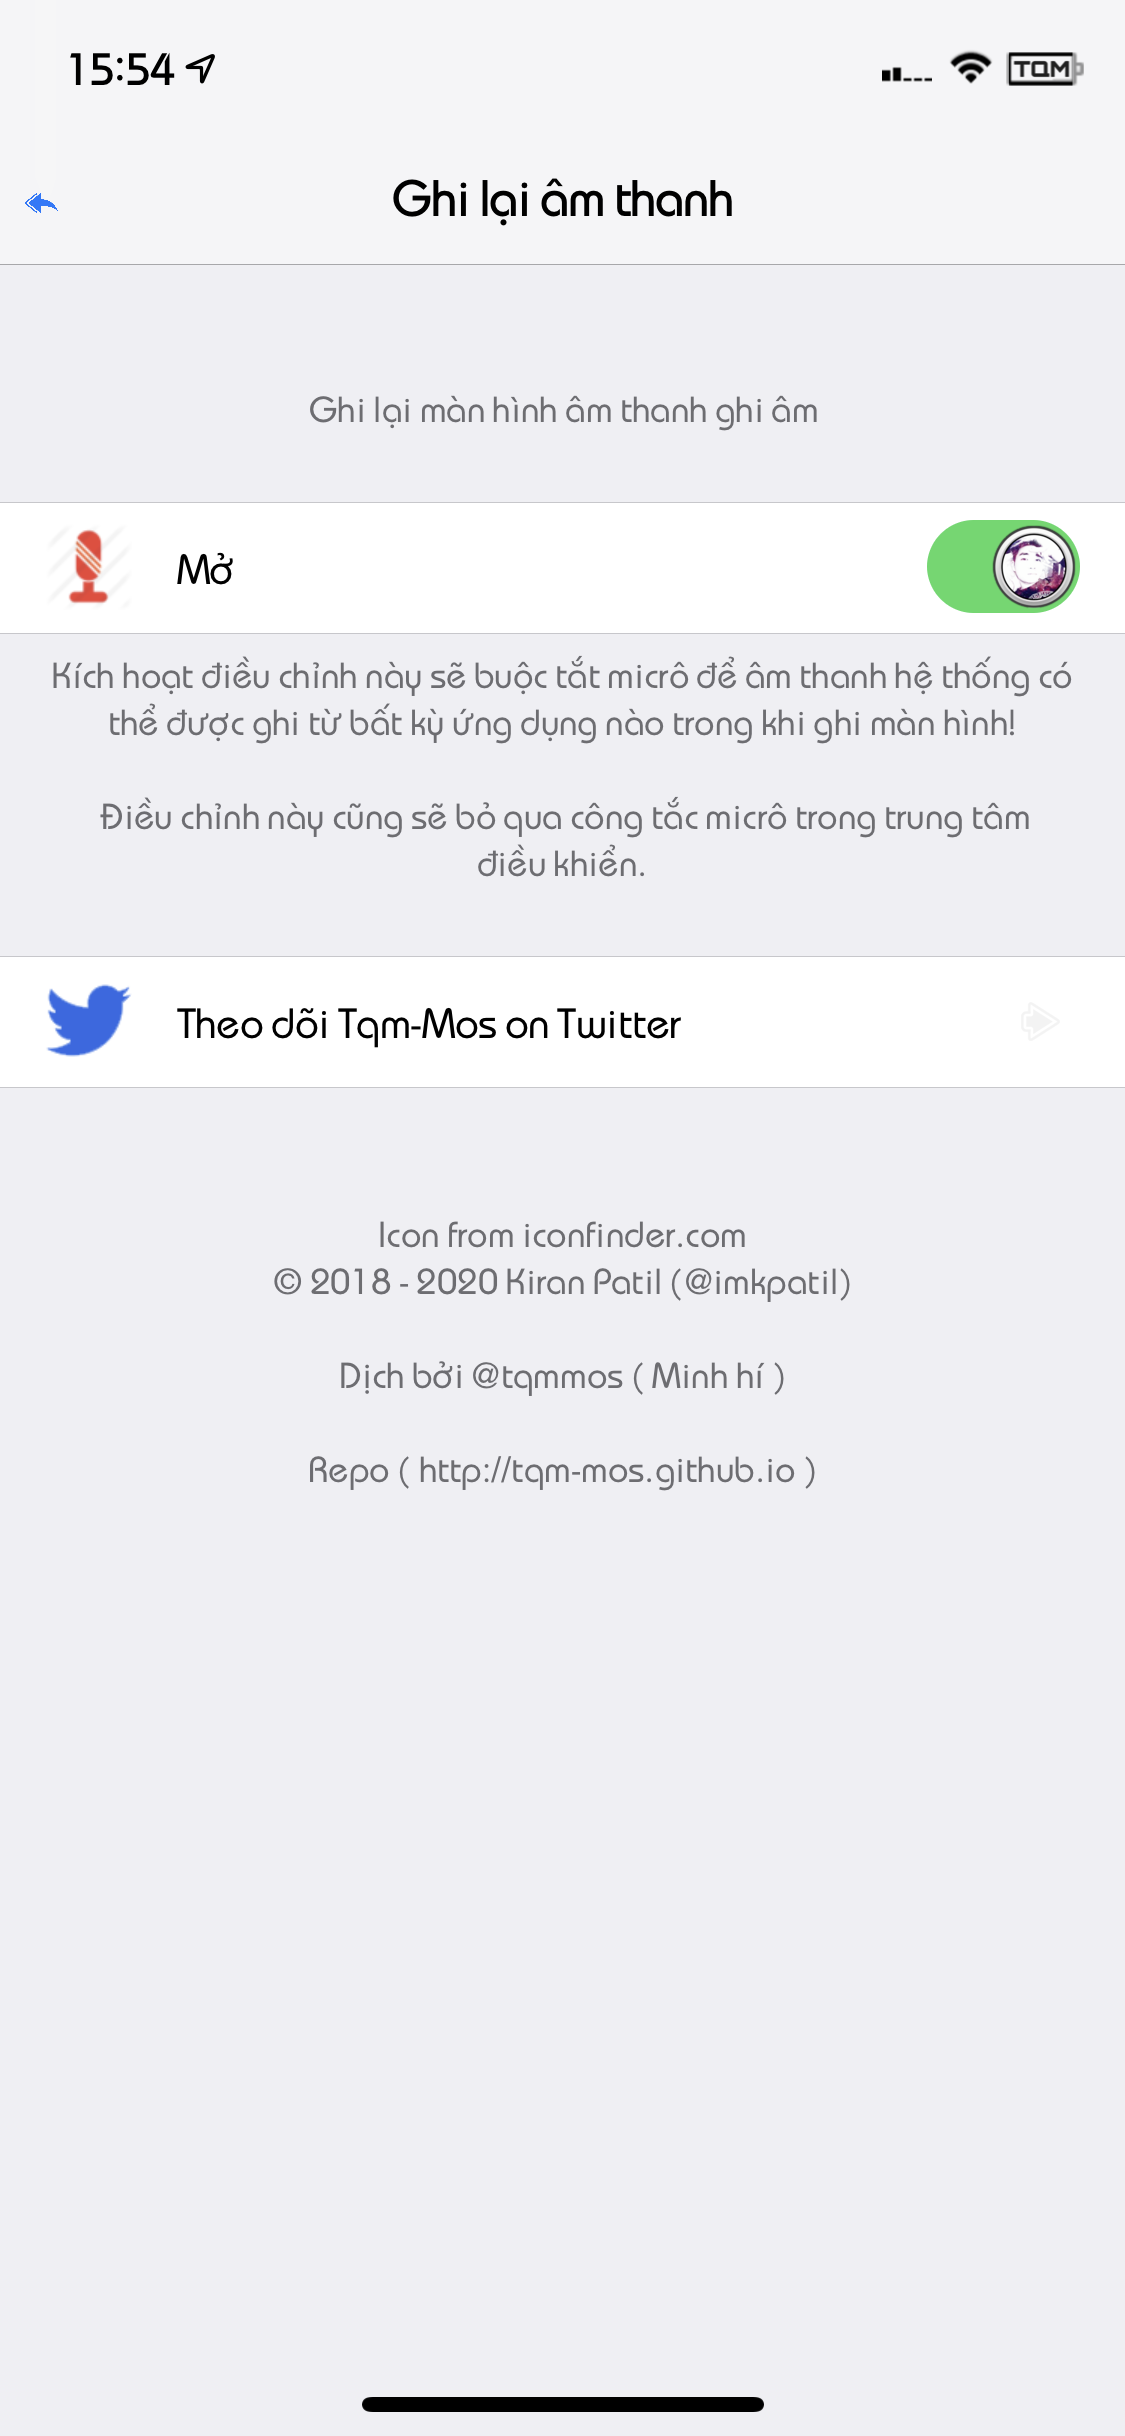 15:54
TQM
Ghi lại âm thanh
Ghi lại màn hình âm thanh ghi âm
Mở
Kích hoạt điều chỉnh này sẽ buộc tắt micrô để âm thanh hệ thống có
thể được ghi từ bất kỳ ứng dụng nào trong khi ghi màn hình!
Điều chỉnh này cũng sẽ bỏ qua công tắc micrô trong trung tâm
điều khiển.
Theo dõi Tqm-Mos on Twitter
Icon from iconfinder.com
© 2018 - 2020 Kiran Patil (@imkpatil)
Dịch bởi @tqmmos ( Minh hí )
Repo ( http://tqm-mos.github.io )